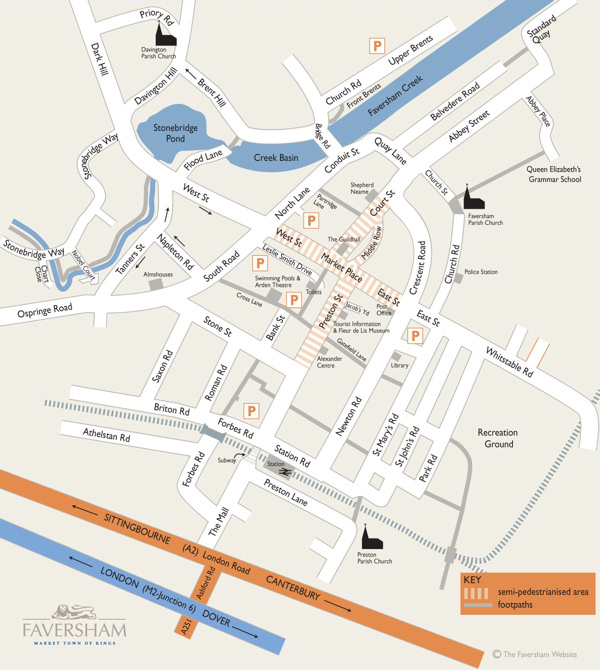 Priory Rd
Davington
Parish Church
Dark Hill
Davington Hill
Brent Hill
P
Upper Brents
Church Rd
Front Brents
Faversham Creek
Standard
Quay
Belvedere Road
Abbey Street
Abbey Place
Stonebridge
Pond
Stonebridge Way
Flood Lane
Creek Basin
Bridge Rd
Conduit St
Quay Lane
Queen Elizabeth's
Grammar School
West St
North Lane
Partridge
Lane
Shepherd
Neame
Court St
Church St
Faversham
Parish Church
P
The Guildhall
Middle Row
Stonebridge Way
Nobel Court
Chart
Close
Tanners St
Napleton Rd
South Road
West St
Market Place
Leslie Smith Drive
P
Crescent Road
Church Rd
Police Station
Almshouses
Swimming Pools &
Arden Theatre
Toilets
P
Cross Lane
East St
Post
Office
Jacob's Yd
Preston St
Ospringe Road
Stone St
Bank St
Tourist Information
& Fleur de Lis Museum
East St
P
Whitstable Rd
Gatefield Lane
Alexander
Centre
Library
Saxon Rd
Roman Rd
Newton Rd
Briton Rd
P
Forbes Rd
Athelstan Rd
St Mary's Rd
St John's Rd
Park Rd
Recreation
Ground
Station Rd
Forbes Rd
Subway
Station
Preston Lane
The Mall
Preston
Parish Church
SITTINGBOURNE (A2) London Road CANTERBURY
LONDON (M2-Junction 6) DOVER
Ashford Rd
A251
KEY
semi-pedestrianised area
footpaths
FAVERSHAM
MARKET TOWN OF KINGS
© The Faversham Website